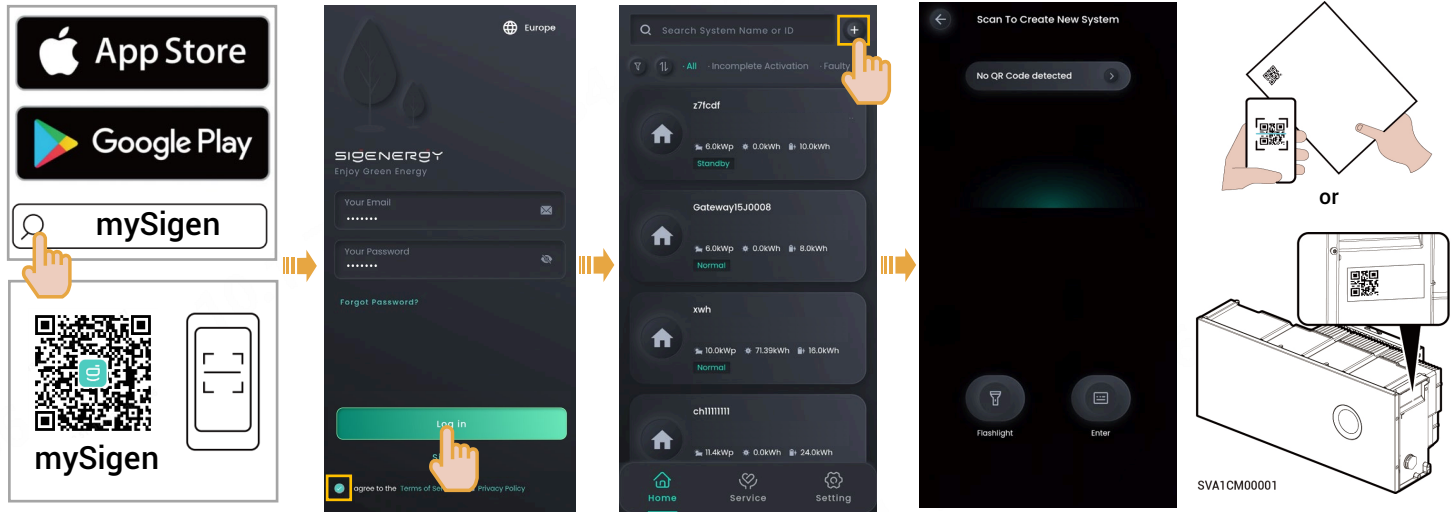 App Store
Google Play
mySigen
mySigen
Europe
SIGENERGY
Enjoy Green Energy
Your Email
•••••••
Your Password
•••••••
Forgot Password?
Log in
agree to the Terms of Privacy Policy
Search System Name or ID
+
All · Incomplete Activation · Faulty
z7fcdf
6.0kWp 0.0kWh 10.0kWh
Standby
Gateway15J0008
6.0kWp 0.0kWh 8.0kWh
Normal
xwh
10.0kWp 71.39kWh 16.0kWh
Normal
ch11111111
11.4kWp 0.0kWh 24.0kWh
Home Service Setting
Scan To Create New System
No QR Code detected
Flashlight Enter
or
SVA1CM00001